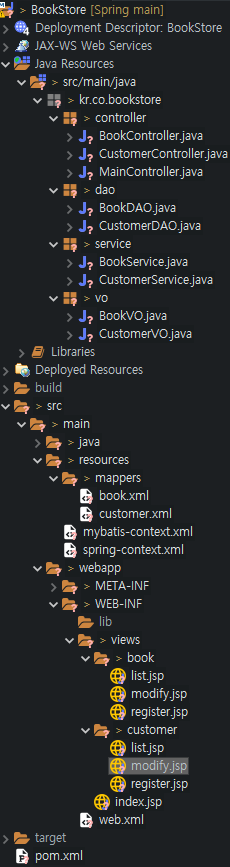 > BookStore [Spring main]
> Deployment Descriptor: BookStore
> JAX-WS Web Services
> Java Resources
> src/main/java
> kr.co.bookstore
> controller
> BookController.java
> CustomerController.java
> MainController.java
> dao
> BookDAO.java
> CustomerDAO.java
> service
> BookService.java
> CustomerService.java
> vo
> BookVO.java
> CustomerVO.java
> Libraries
> Deployed Resources
> build
> src
> main
> java
> resources
> mappers
book.xml
customer.xml
mybatis-context.xml
spring-context.xml
> webapp
> META-INF
> WEB-INF
lib
> views
> book
list.jsp
modify.jsp
register.jsp
> customer
list.jsp
modify.jsp
register.jsp
index.jsp
web.xml
> target
pom.xml